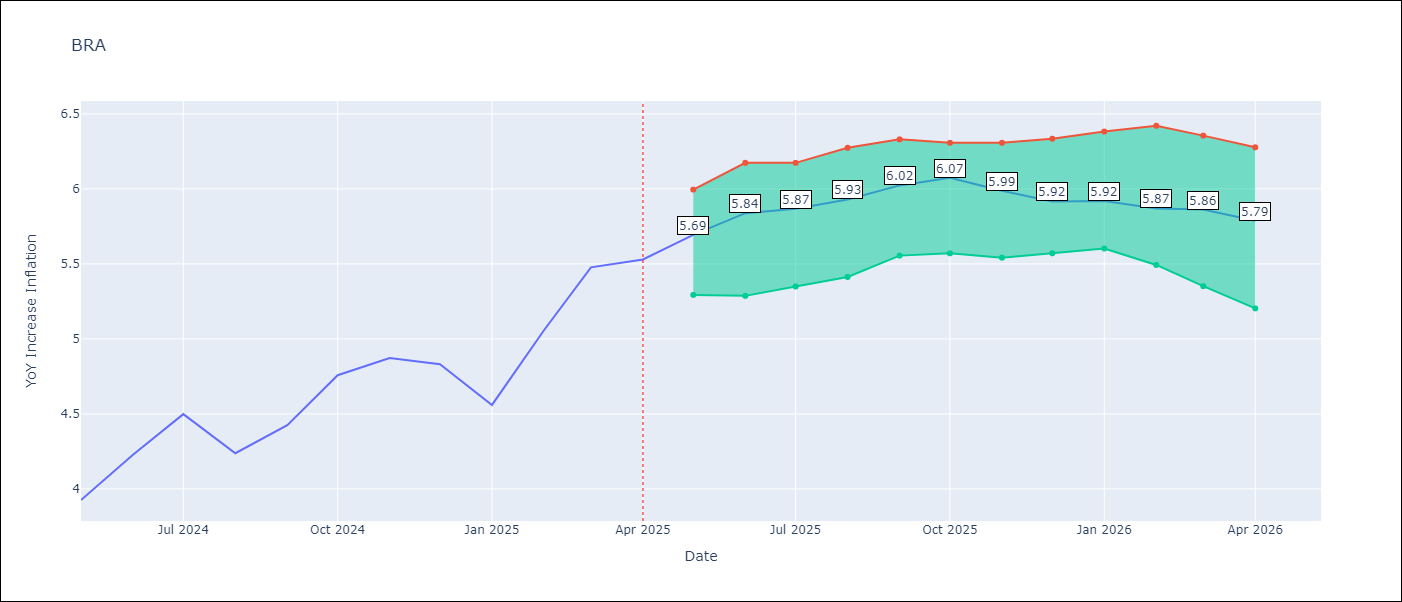 BRA
6.5
6
5.5
5
4.5
4
YoY Increase Inflation
5.69
5.84
5.87
5.93
6.02
6.07
5.99
5.92
5.92
5.87
5.86
5.79
Jul 2024
Oct 2024
Jan 2025
Apr 2025
Jul 2025
Oct 2025
Jan 2026
Apr 2026
Date